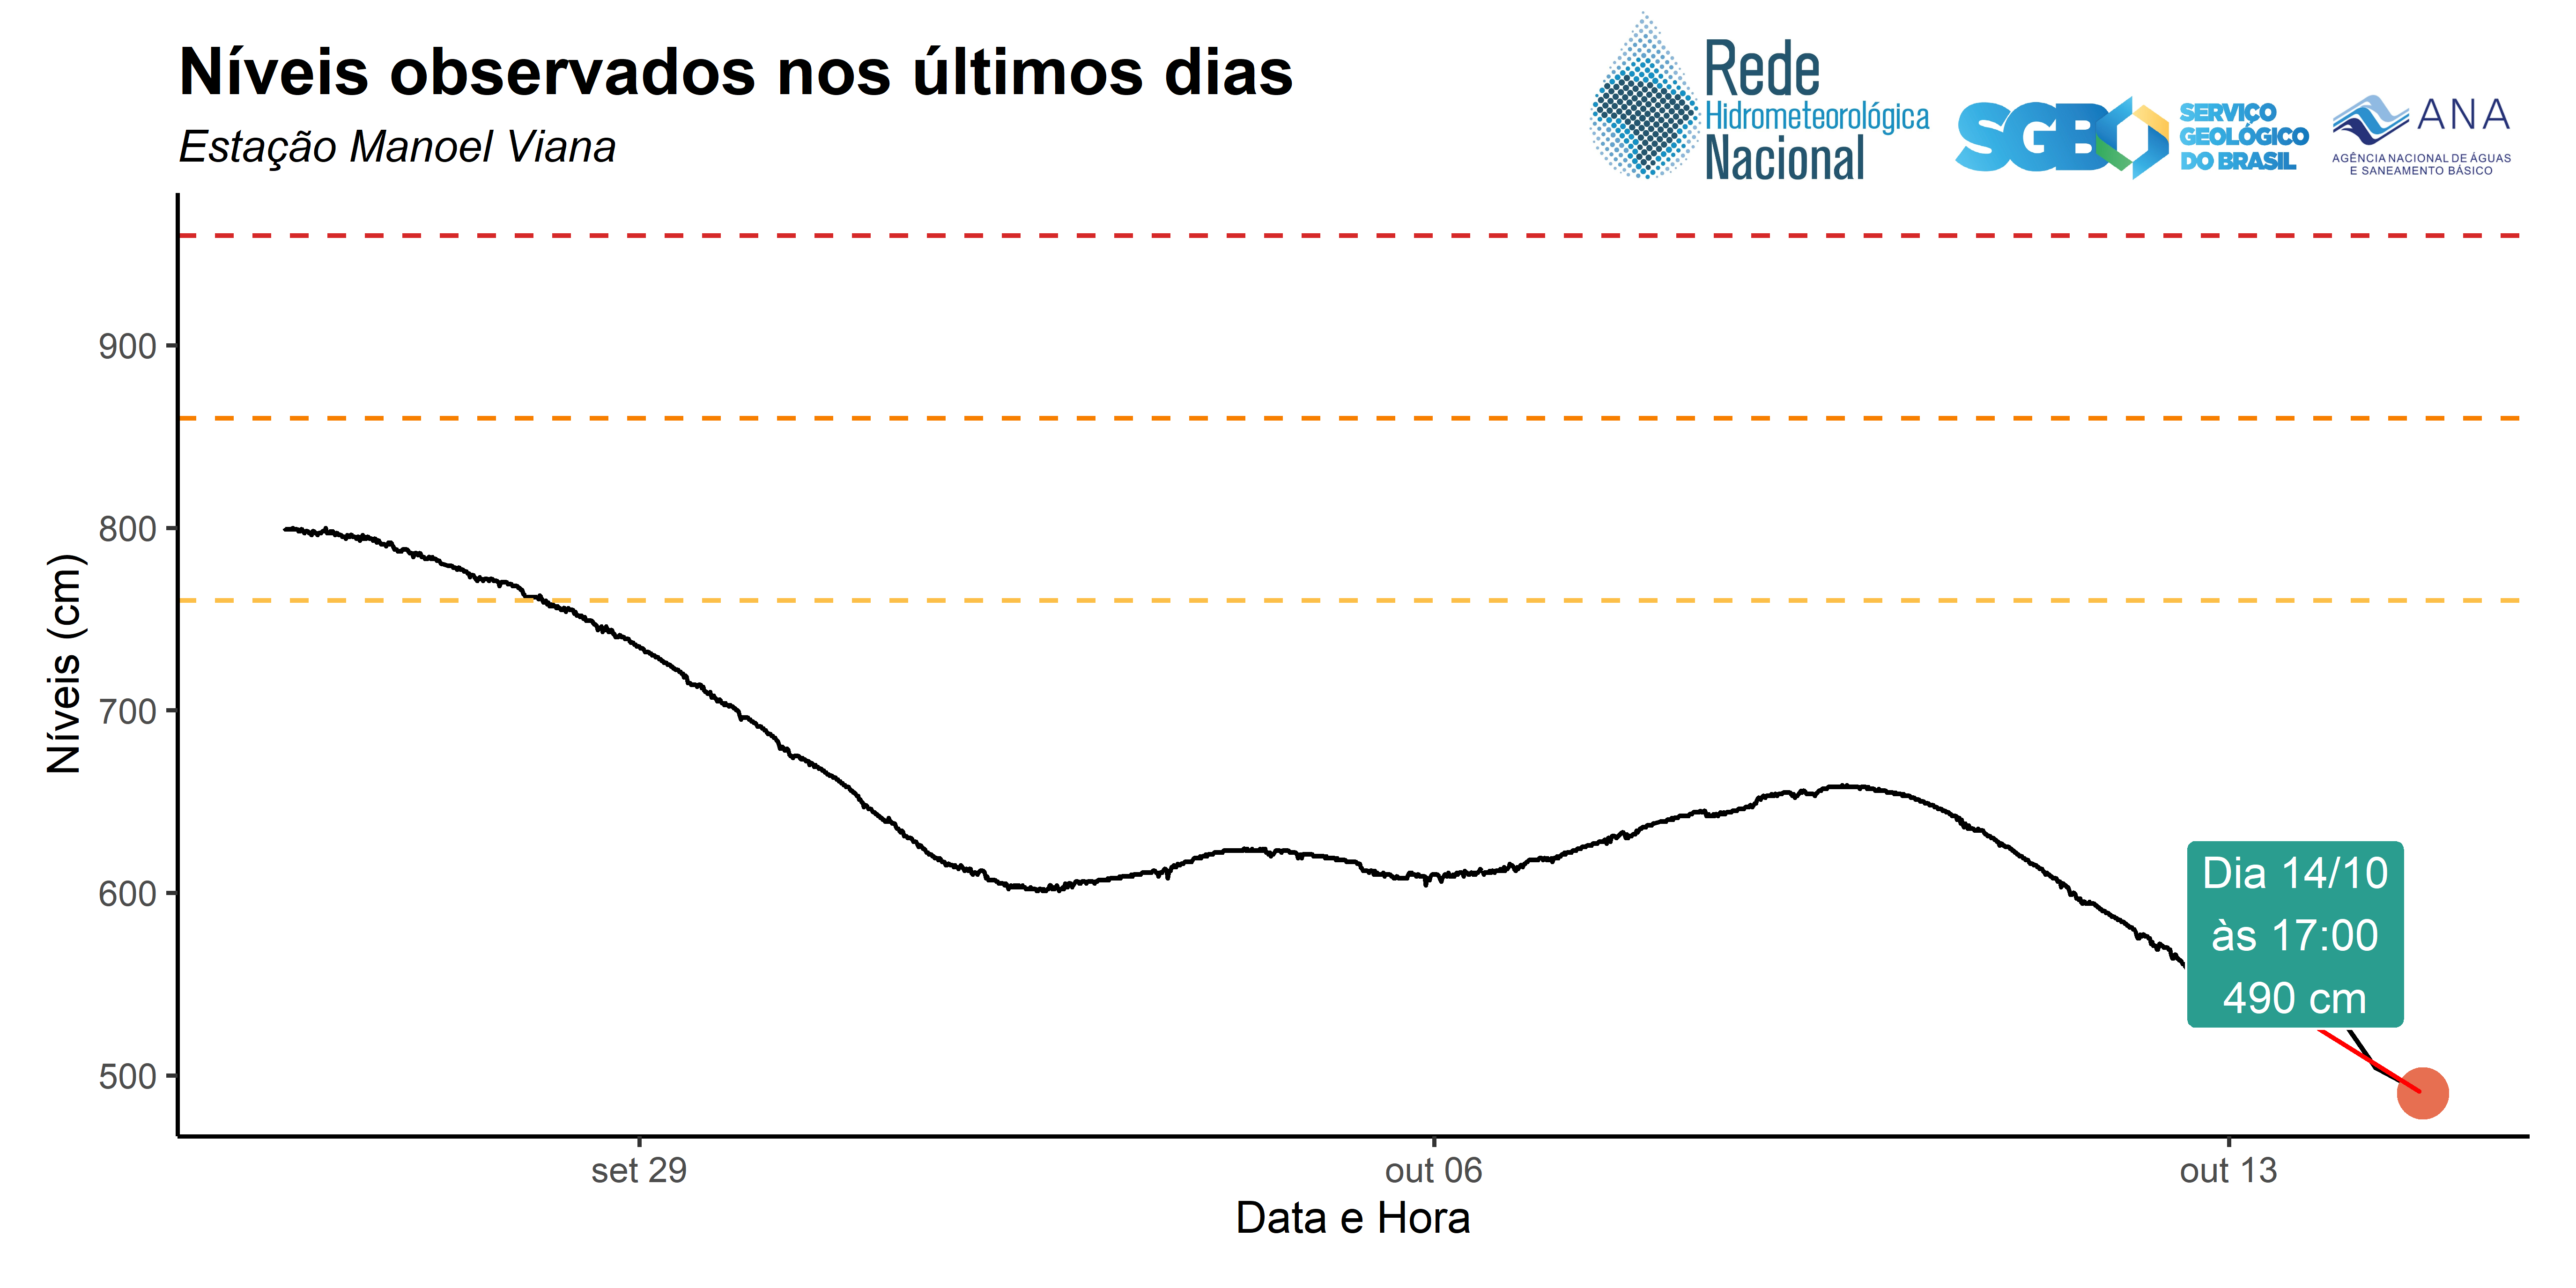 Níveis observados nos últimos dias
Estação Manoel Viana
Rede
Hidrometeorológica
Nacional
SGB
SERVIÇO
GEOLÓGICO
DO BRASIL
ANA
AGÊNCIA NACIONAL DE ÁGUAS
E SANEAMENTO BÁSICO
Níveis (cm)
900
800
700
600
500
Dia 14/10
às 17:00
490 cm
set 29
out 06
out 13
Data e Hora